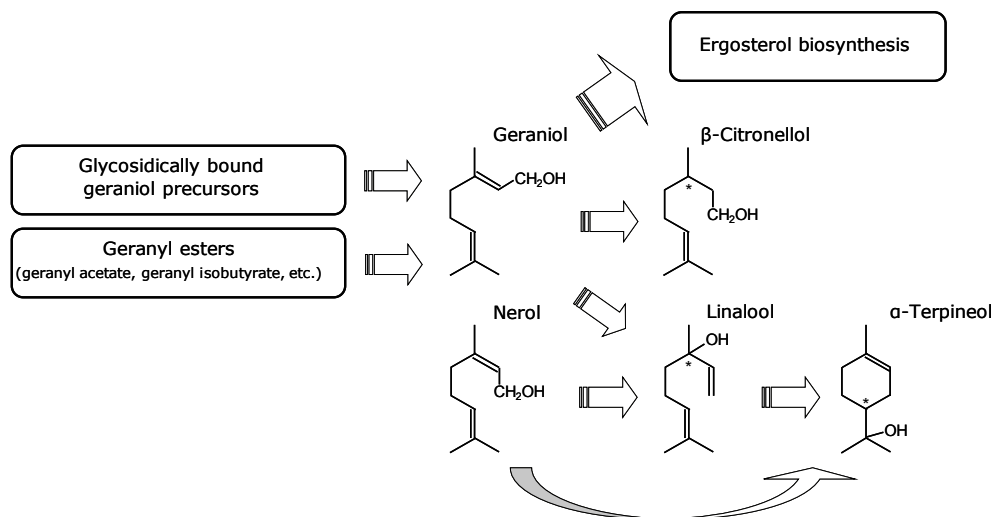 Ergosterol biosynthesis
Geraniol
β-Citronellol
Glycosidically bound
geraniol precursors
CH2OH
*
CH2OH
Geranyl esters
(geranyl acetate, geranyl isobutyrate, etc.)
Nerol
Linalool
α-Terpineol
OH
*
CH2OH
*
OH